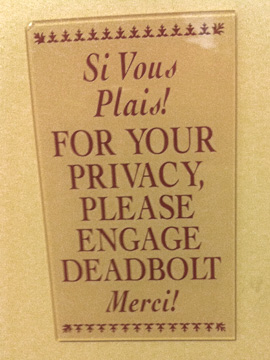 Si Vous
Plais!
FOR YOUR
PRIVACY,
PLEASE
ENGAGE
DEADBOLT
Merci!